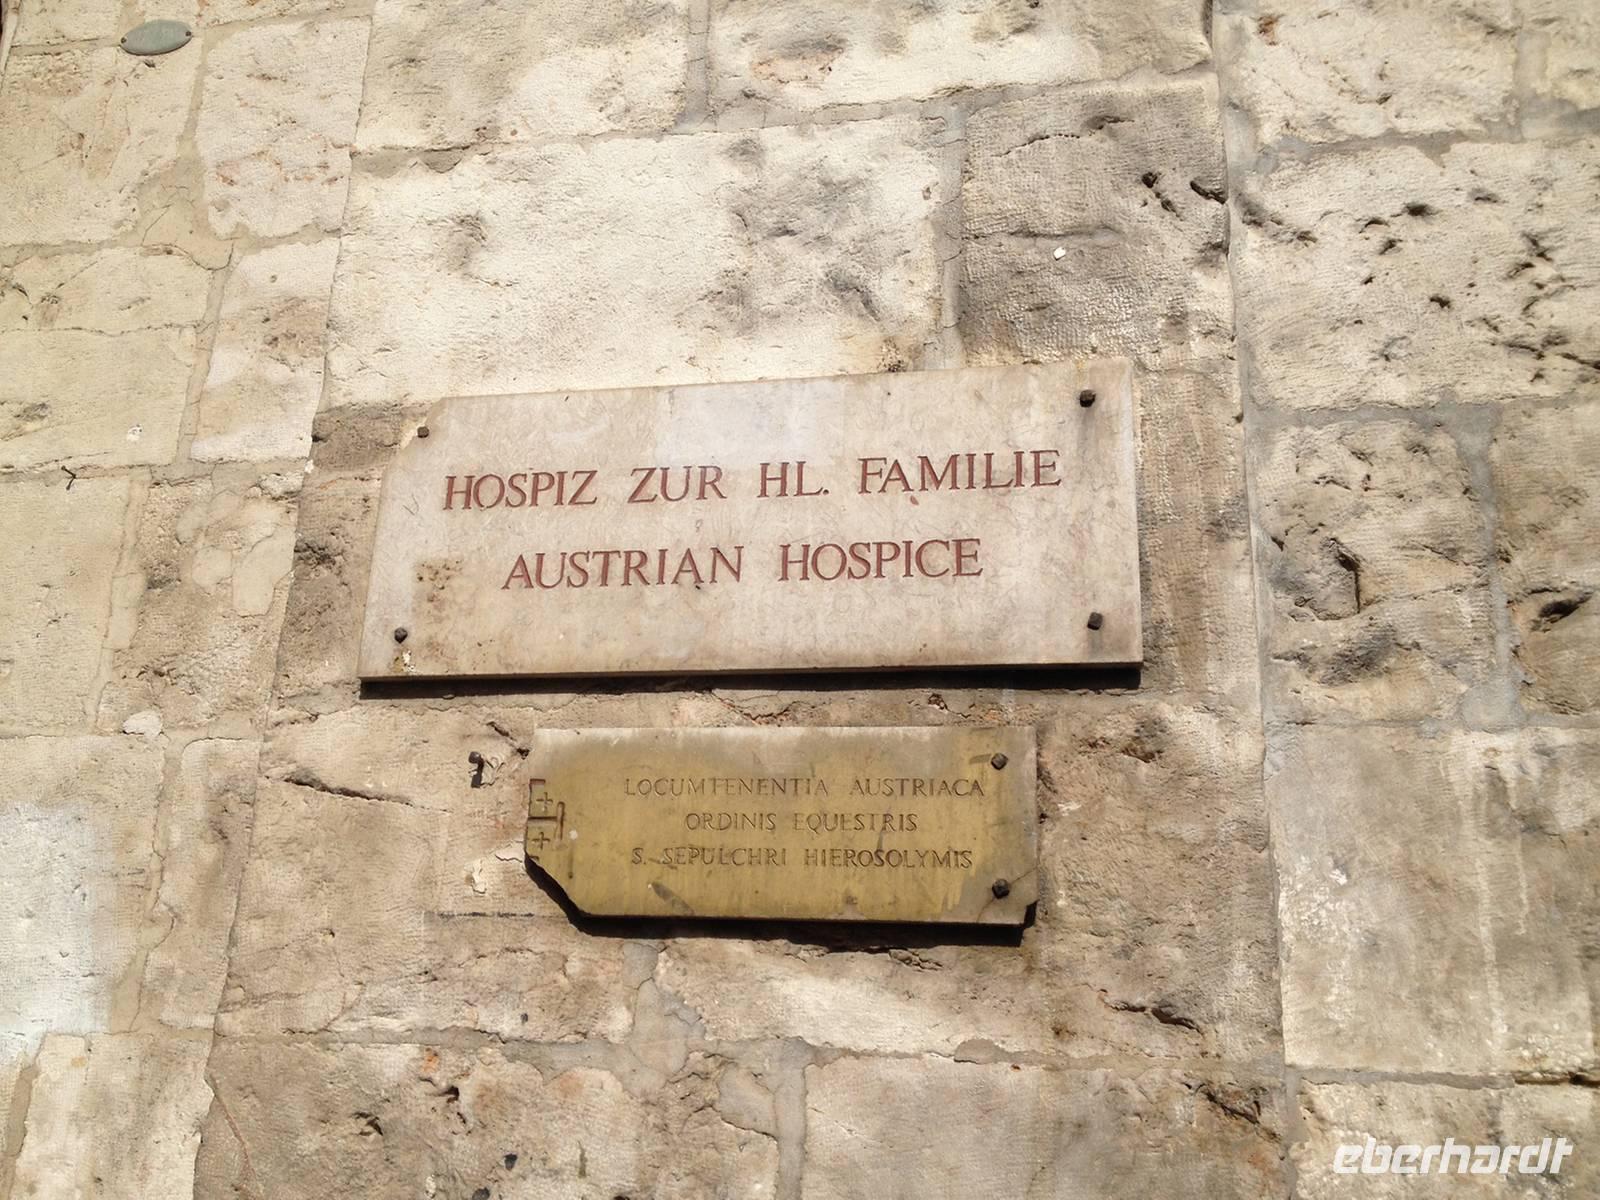 HOSPIZ ZUR HL. FAMILIE
AUSTRIAN HOSPICE
LOCUMTENENTIA AUSTRIACA
ORDINIS EQUESTRIS
S. SEPULCHRI HIEROSOLYMIS
eberhardt